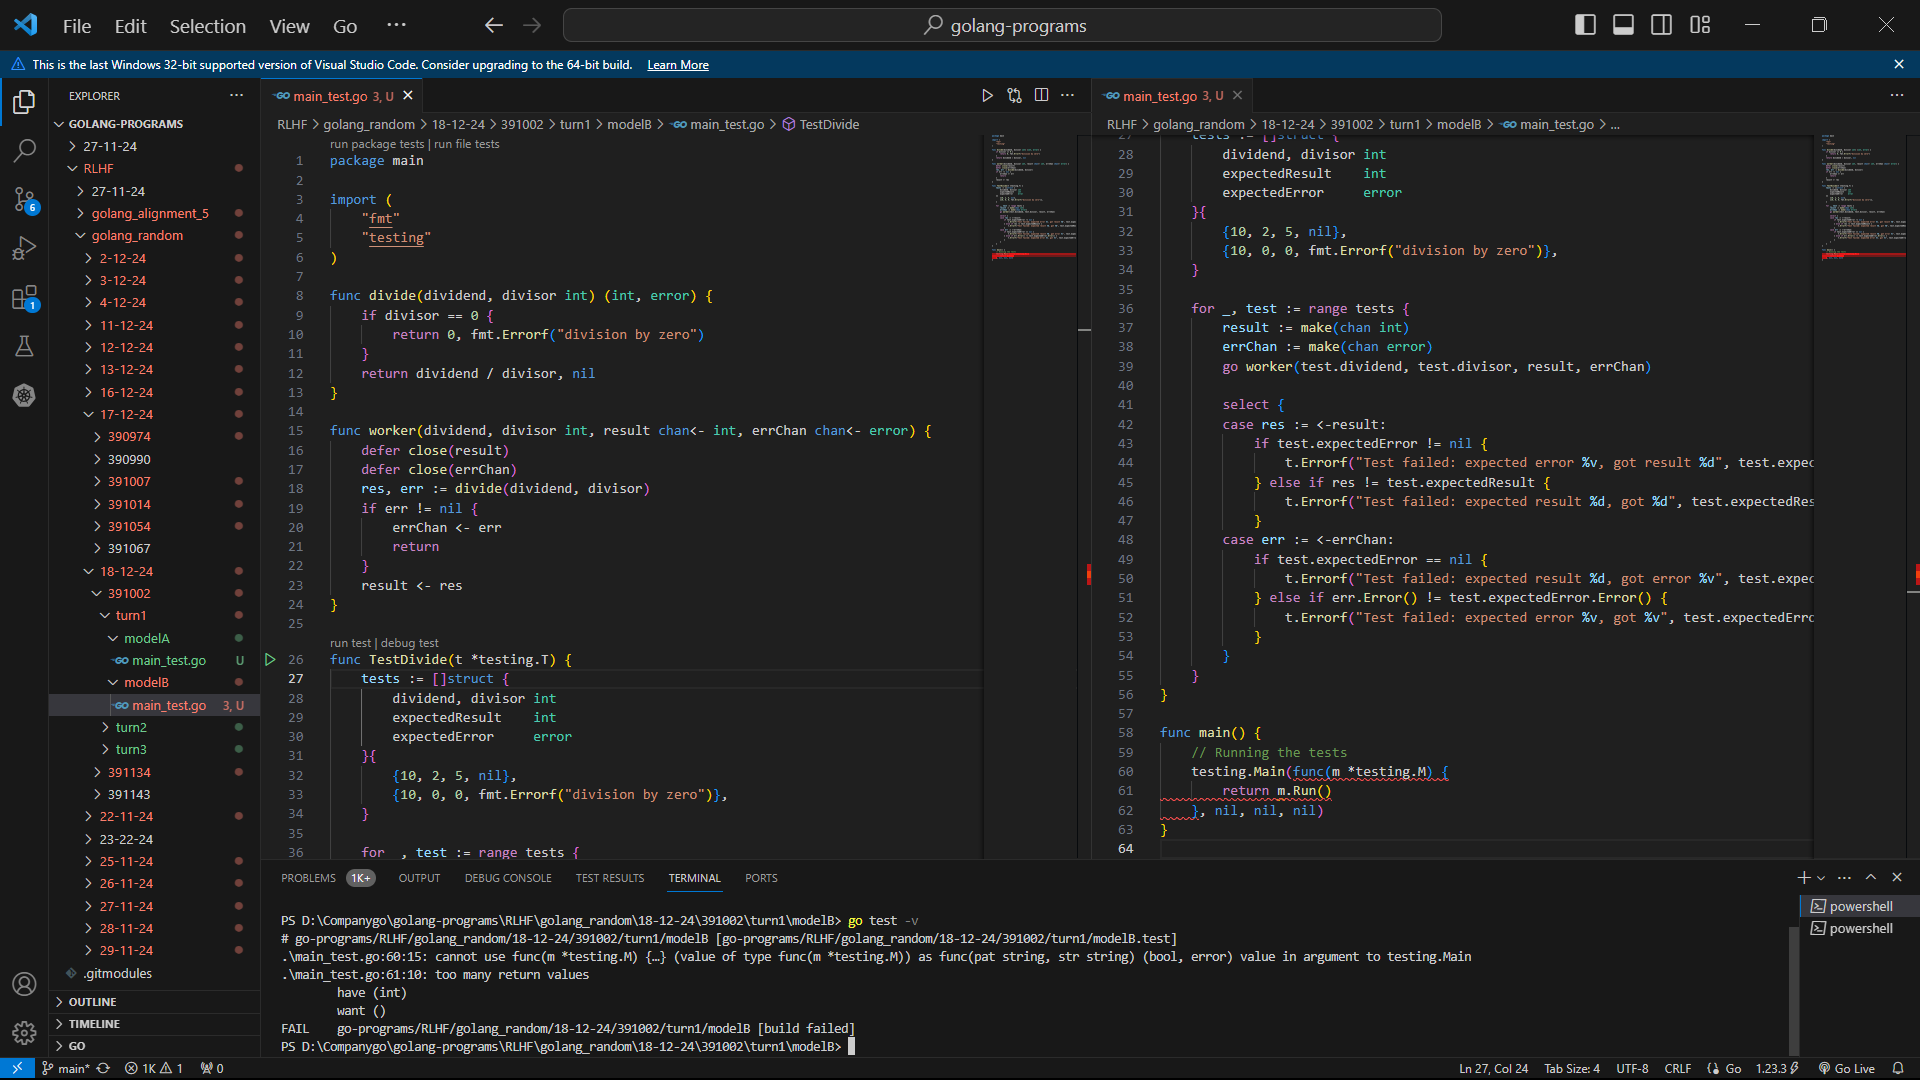 File Edit Selection View Go ···
golang-programs
This is the last Windows 32-bit supported version of Visual Studio Code. Consider upgrading to the 64-bit build. Learn More
EXPLORER
GOLANG-PROGRAMS
27-11-24
RLHF
27-11-24
golang_alignment_5
golang_random
2-12-24
3-12-24
4-12-24
11-12-24
12-12-24
13-12-24
16-12-24
17-12-24
390974
390990
391007
391014
391054
391067
18-12-24
391002
turn1
modelA
main_test.go U
modelB
main_test.go 3, U
turn2
turn3
391134
391143
22-11-24
23-22-24
25-11-24
26-11-24
27-11-24
28-11-24
29-11-24
.gitmodules
OUTLINE
TIMELINE
GO
6
1
main_test.go 3, U
RLHF > golang_random > 18-12-24 > 391002 > turn1 > modelB > main_test.go > TestDivide
run package tests | run file tests
1 package main
2
3 import (
4 "fmt"
5 "testing"
6 )
7
8 func divide(dividend, divisor int) (int, error) {
9 if divisor == 0 {
10 return 0, fmt.Errorf("division by zero")
11 }
12 return dividend / divisor, nil
13 }
14
15 func worker(dividend, divisor int, result chan<- int, errChan chan<- error) {
16 defer close(result)
17 defer close(errChan)
18 res, err := divide(dividend, divisor)
19 if err != nil {
20 errChan <- err
21 return
22 }
23 result <- res
24 }
25
run test | debug test
26 func TestDivide(t *testing.T) {
27 tests := []struct {
28 dividend, divisor int
29 expectedResult int
30 expectedError error
31 }{
32 {10, 2, 5, nil},
33 {10, 0, 0, fmt.Errorf("division by zero")},
34 }
35
36 for _, test := range tests {
main_test.go 3, U
RLHF > golang_random > 18-12-24 > 391002 > turn1 > modelB > main_test.go > ...
27 tests := []struct {
28 dividend, divisor int
29 expectedResult int
30 expectedError error
31 }{
32 {10, 2, 5, nil},
33 {10, 0, 0, fmt.Errorf("division by zero")},
34 }
35
36 for _, test := range tests {
37 result := make(chan int)
38 errChan := make(chan error)
39 go worker(test.dividend, test.divisor, result, errChan)
40
41 select {
42 case res := <-result:
43 if test.expectedError != nil {
44 t.Errorf("Test failed: expected error %v, got result %d", test.expec
45 } else if res != test.expectedResult {
46 t.Errorf("Test failed: expected result %d, got %d", test.expectedRes
47 }
48 case err := <-errChan:
49 if test.expectedError == nil {
50 t.Errorf("Test failed: expected result %d, got error %v", test.expec
51 } else if err.Error() != test.expectedError.Error() {
52 t.Errorf("Test failed: expected error %v, got %v", test.expectedErro
53 }
54 }
55 }
56 }
57
58 func main() {
59 // Running the tests
60 testing.Main(func(m *testing.M) {
61 return m.Run()
62 }, nil, nil, nil)
63 }
64
PROBLEMS 1K+ OUTPUT DEBUG CONSOLE TEST RESULTS TERMINAL PORTS
PS D:\Companygo\golang-programs\RLHF\golang_random\18-12-24\391002\turn1\modelB> go test -v
# go-programs/RLHF/golang_random/18-12-24/391002/turn1/modelB [go-programs/RLHF/golang_random/18-12-24/391002/turn1/modelB.test]
.\main_test.go:60:15: cannot use func(m *testing.M) {…} (value of type func(m *testing.M)) as func(pat string, str string) (bool, error) value in argument to testing.Main
.\main_test.go:61:10: too many return values
have (int)
want ()
FAIL go-programs/RLHF/golang_random/18-12-24/391002/turn1/modelB [build failed]
PS D:\Companygo\golang-programs\RLHF\golang_random\18-12-24\391002\turn1\modelB>
powershell
powershell
main* 1K 1 0 Ln 27, Col 24 Tab Size: 4 UTF-8 CRLF Go 1.23.3 Go Live